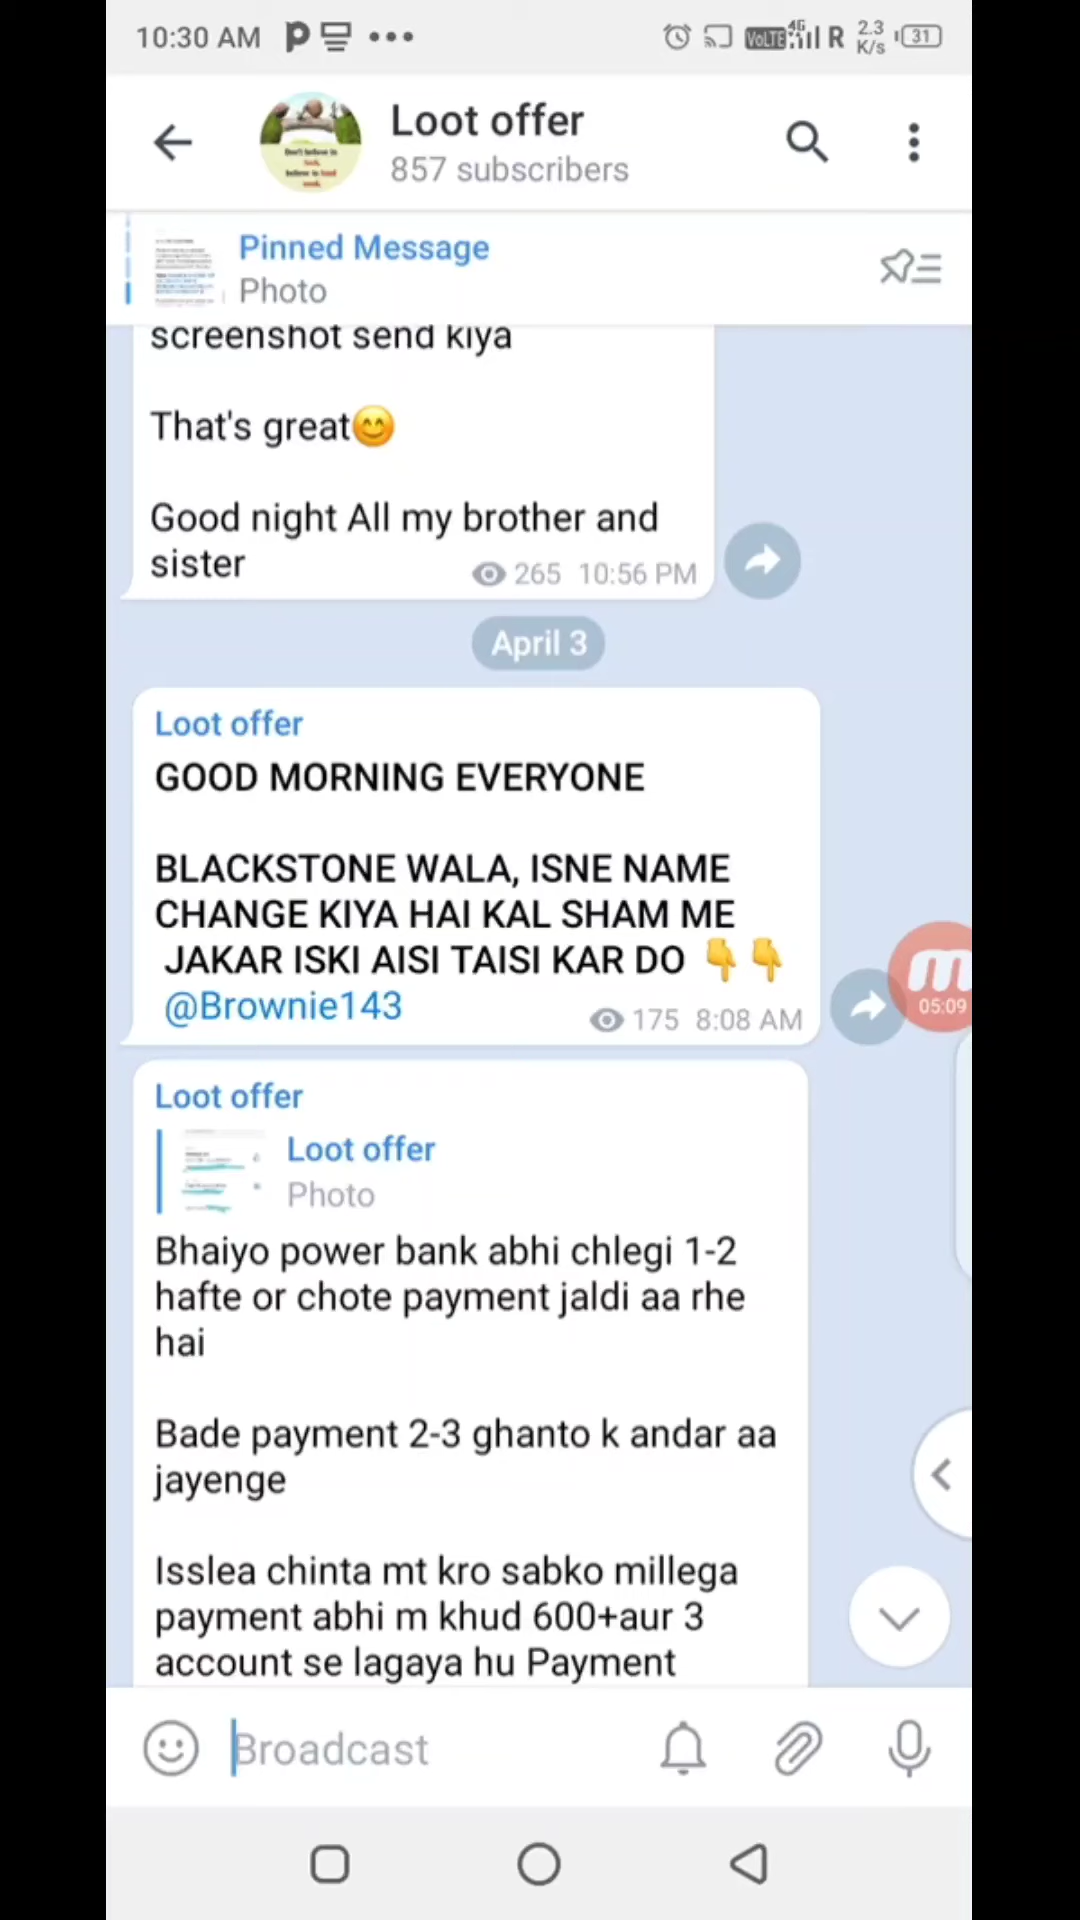 10:30 AM
VoLTE 4G R 2.3 K/s 31
Loot offer
857 subscribers
Pinned Message
Photo
screenshot send kiya
That's great😊
Good night All my brother and
sister
265 10:56 PM
April 3
Loot offer
GOOD MORNING EVERYONE
BLACKSTONE WALA, ISNE NAME
CHANGE KIYA HAI KAL SHAM ME
JAKAR ISKI AISI TAISI KAR DO 👇👇
@Brownie143
175 8:08 AM
05:09
Loot offer
Loot offer
Photo
Bhaiyo power bank abhi chlegi 1-2
hafte or chote payment jaldi aa rhe
hai
Bade payment 2-3 ghanto k andar aa
jayenge
Isslea chinta mt kro sabko millega
payment abhi m khud 600+aur 3
account se lagaya hu Payment
Broadcast